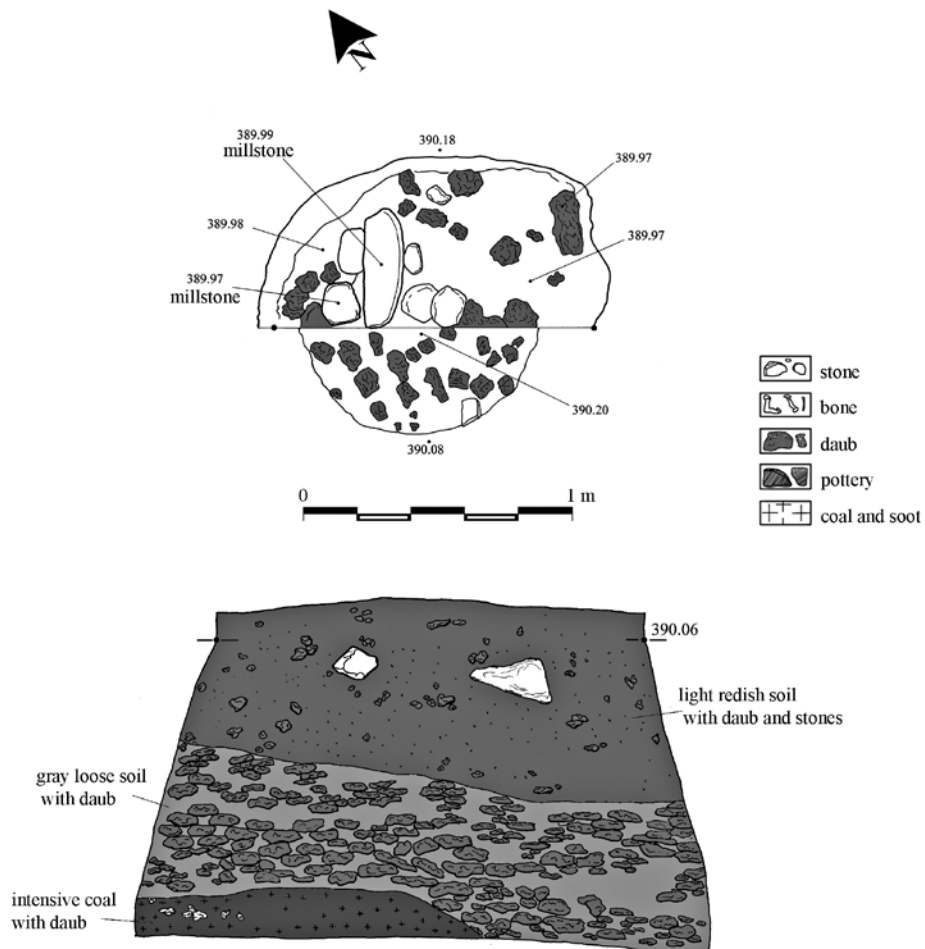 N
389.99
millstone
390.18
389.97
389.98
389.97
389.97
millstone
390.20
390.08
stone
bone
daub
pottery
coal and soot
0 1 m
390.06
light redish soil
with daub and stones
gray loose soil
with daub
intensive coal
with daub